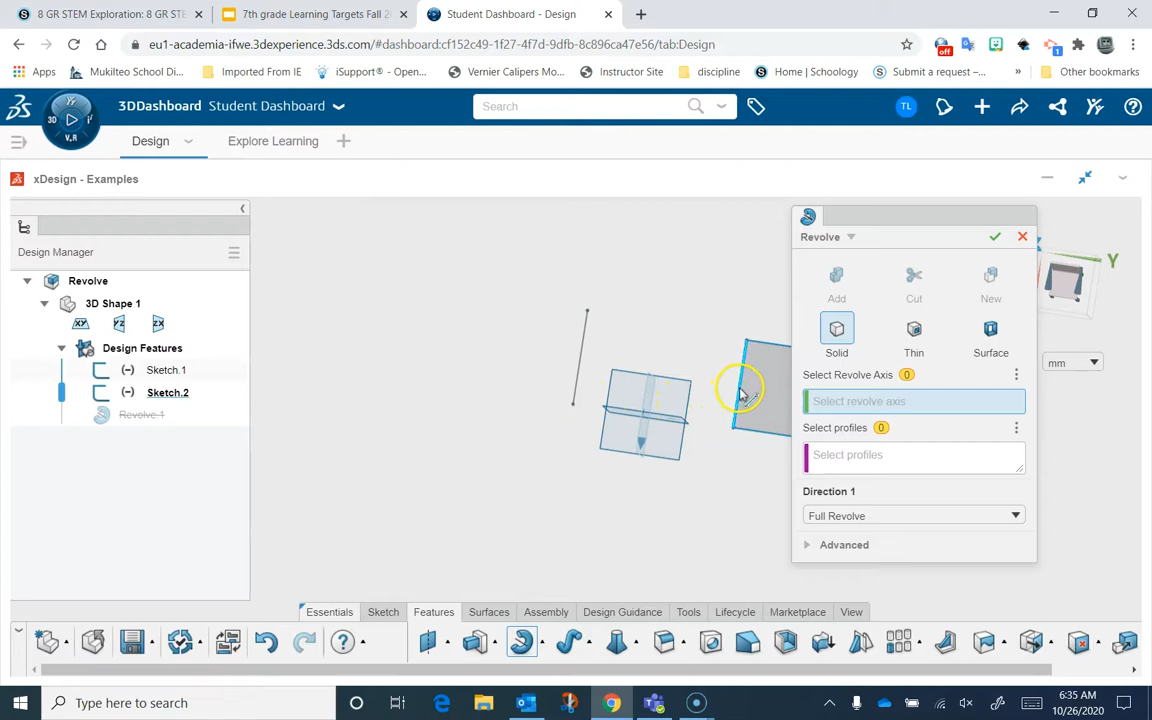 8 GR STEM Exploration: 8 GR STE
7th grade Learning Targets Fall 2
Student Dashboard - Design
eu1-academia-ifwe.3dexperience.3ds.com/#dashboard:cf152c49-1f27-4f7d-9dfb-8c896ca47e56/tab:Design
off
Apps
Mukilteo School Di...
Imported From IE
iSupport® - Open...
Vernier Calipers Mo...
Instructor Site
discipline
Home | Schoology
Submit a request –...
»
Other bookmarks
3D
V.R
3DDashboard Student Dashboard
Search
TL
Design
Explore Learning
xDesign - Examples
Design Manager
Revolve
3D Shape 1
xy
yz
zx
Design Features
(-) Sketch.1
(-) Sketch.2
Revolve.1
Revolve
Add
Cut
New
Solid
Thin
Surface
Select Revolve Axis 0
Select revolve axis
Select profiles 0
Select profiles
Direction 1
Full Revolve
Advanced
Y
mm
Essentials
Sketch
Features
Surfaces
Assembly
Design Guidance
Tools
Lifecycle
Marketplace
View
Type here to search
6:35 AM
10/26/2020